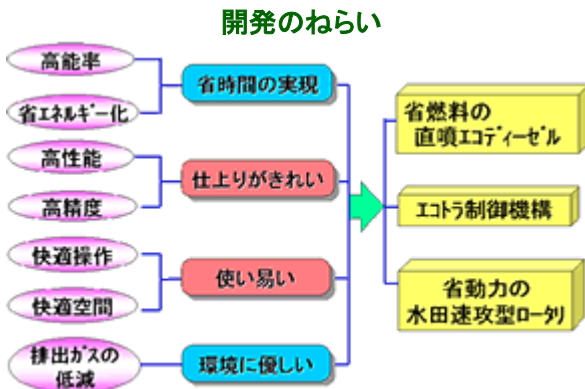 開発のねらい
高能率
省エネルギー化
高性能
高精度
快適操作
快適空間
排出ガスの
低減
省時間の実現
仕上りがきれい
使い易い
環境に優しい
省燃料の
直噴エコディーゼル
エコトラ制御機構
省動力の
水田速攻型ロータリ